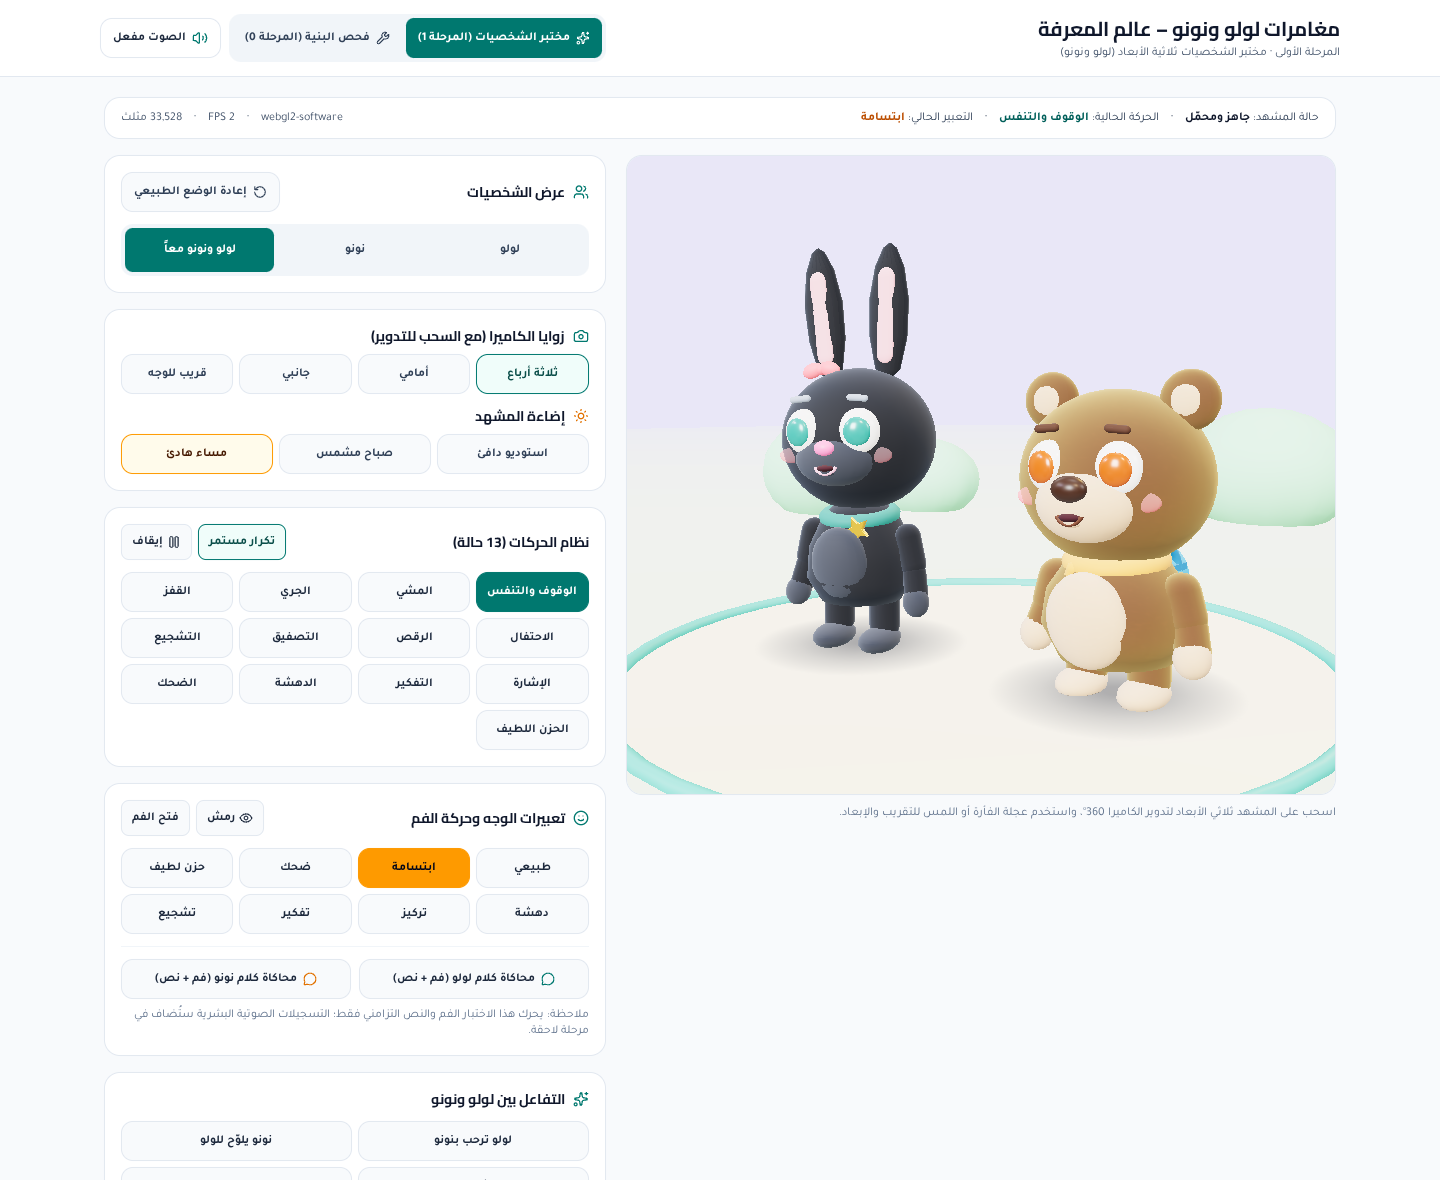 مغامرات لولو ونونو – عالم المعرفة
المرحلة الأولى · مختبر الشخصيات ثلاثية الأبعاد (لولو ونونو)
مختبر الشخصيات (المرحلة 1)
فحص البنية (المرحلة 0)
الصوت مفعل
حالة المشهد: جاهز ومحمّل · الحركة الحالية: الوقوف والتنفس · التعبير الحالي: ابتسامة
webgl2-software · FPS 2 · 33,528 مثلث
اسحب على المشهد ثلاثي الأبعاد لتدوير الكاميرا 360°، واستخدم عجلة الفأرة أو اللمس للتقريب والإبعاد.
عرض الشخصيات
إعادة الوضع الطبيعي
لولو
نونو
لولو ونونو معاً
زوايا الكاميرا (مع السحب للتدوير)
ثلاثة أرباع
أمامي
جانبي
قريب للوجه
إضاءة المشهد
استوديو دافئ
صباح مشمس
مساء هادئ
نظام الحركات (13 حالة)
تكرار مستمر
إيقاف
الوقوف والتنفس
المشي
الجري
القفز
الاحتفال
الرقص
التصفيق
التشجيع
الإشارة
التفكير
الدهشة
الضحك
الحزن اللطيف
تعبيرات الوجه وحركة الفم
رمش
فتح الفم
طبيعي
ابتسامة
ضحك
حزن لطيف
دهشة
تركيز
تفكير
تشجيع
محاكاة كلام لولو (فم + نص)
محاكاة كلام نونو (فم + نص)
ملاحظة: يحرك هذا الاختبار الفم والنص التزامني فقط؛ التسجيلات الصوتية البشرية ستُضاف في
مرحلة لاحقة.
التفاعل بين لولو ونونو
لولو ترحب بنونو
نونو يلوّح للولو